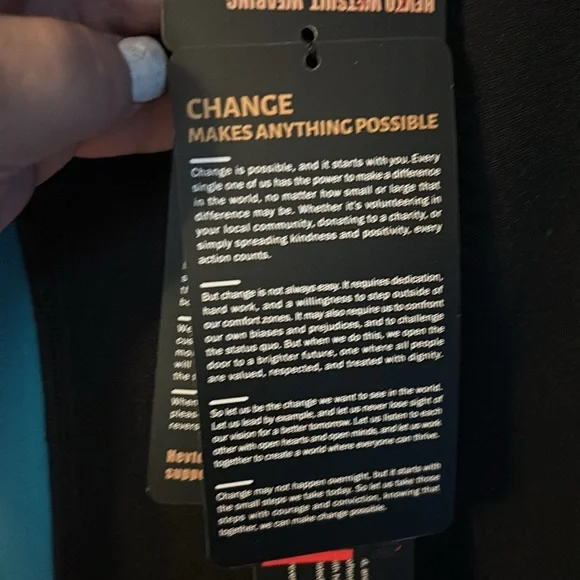 HEVTO WETSUIT WEARING
CHANGE
MAKES ANYTHING POSSIBLE
Change is possible, and it starts with you. Every
single one of us has the power to make a difference
in the world, no matter how small or large that
difference may be. Whether it's volunteering in
your local community, donating to a charity, or
simply spreading kindness and positivity, every
action counts.
But change is not always easy. It requires dedication,
hard work, and a willingness to step outside of
our comfort zones. It may also require us to confront
our own biases and prejudices, and to challenge
the status quo. But when we do this, we open the
door to a brighter future, one where all people
are valued, respected, and treated with dignity.
So let us be the change we want to see in the world.
Let us lead by example, and let us never lose sight of
our vision for a better tomorrow. Let us listen to each
other with open hearts and open minds, and let us work
together to create a world where everyone can thrive.
Change may not happen overnight, but it starts with
the small steps we take today. So let us take those
steps with courage and conviction, knowing that
together, we can make change possible.